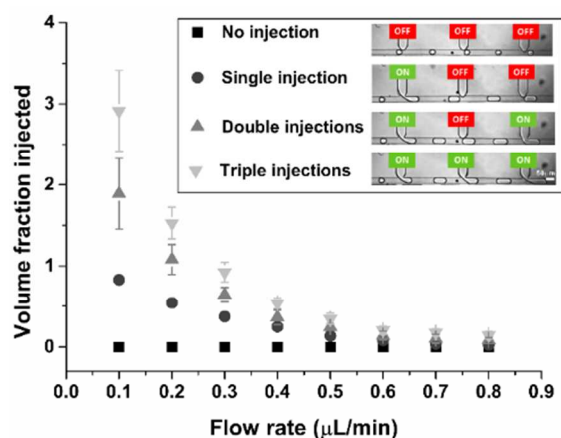 No injection
OFF OFF OFF
Single injection
ON OFF OFF
Double injections
ON OFF ON
Triple injections
ON ON ON
Volume fraction injected
4
3
2
1
0
0.0 0.1 0.2 0.3 0.4 0.5 0.6 0.7 0.8 0.9
Flow rate (μL/min)